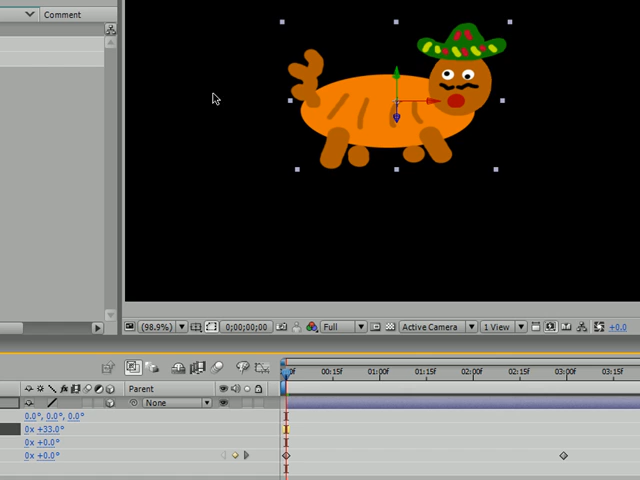 Comment
(98.9%) 0;00;00;00 Full Active Camera 1 View +0.0
Parent
:00f 00:15f 01:00f 01:15f 02:00f 02:15f 03:00f 03:15f
None
0.0°, 0.0°, 0.0°
0x +33.0°
0x +0.0°
0x +0.0°